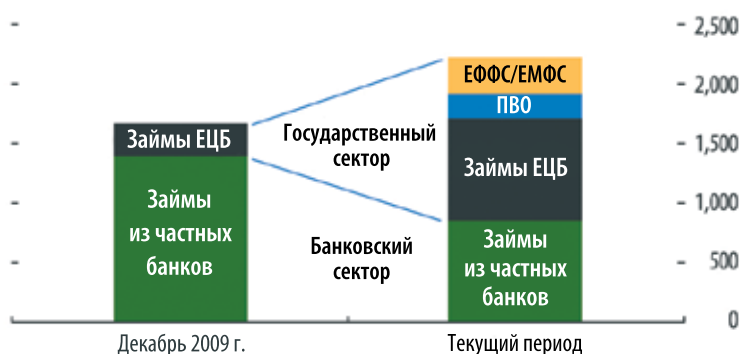 2,500
2,000
1,500
1,000
500
0
ЕФФС/ЕМФС
ПВО
Займы ЕЦБ
Займы
из частных
банков
Займы ЕЦБ
Займы
из частных
банков
Государственный
сектор
Банковский
сектор
Декабрь 2009 г.
Текущий период